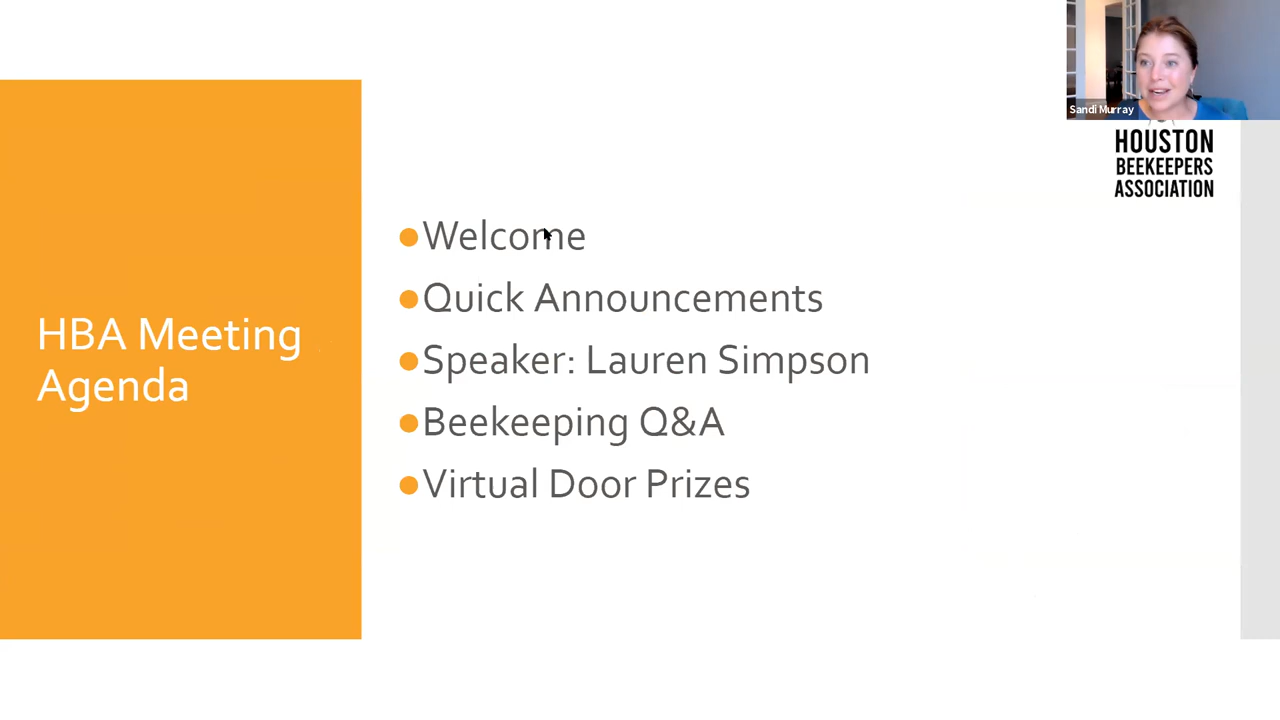 Sandi Murray
HOUSTON
BEEKEEPERS
ASSOCIATION
HBA Meeting
Agenda
Welcome
Quick Announcements
Speaker: Lauren Simpson
Beekeeping Q&A
Virtual Door Prizes